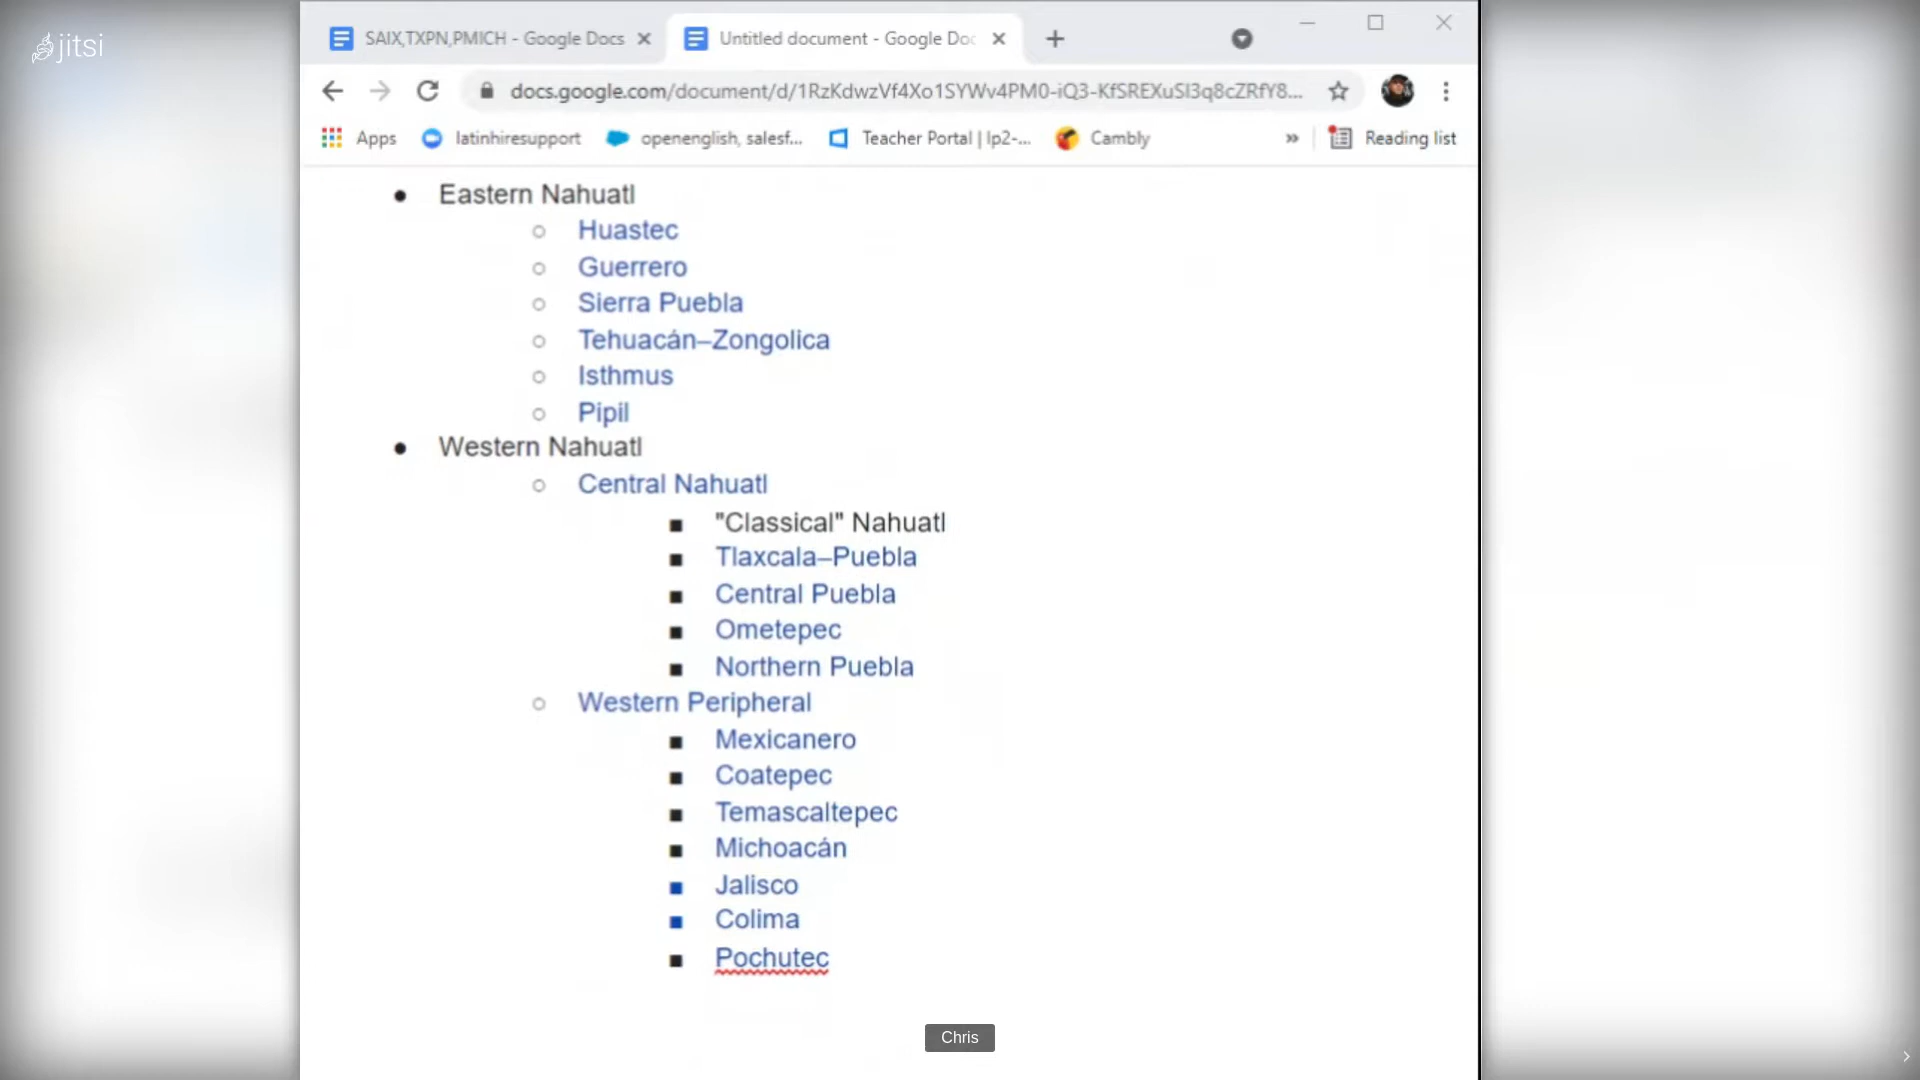 jitsi
SAIX,TXPN,PMICH - Google Docs
Untitled document - Google Doc
docs.google.com/document/d/1RzKdwzVf4Xo1SYWv4PM0-iQ3-KfSREXuSI3q8cZRfY8...
Apps latinhiresupport openenglish, salesf... Teacher Portal | lp2-... Cambly » Reading list
Eastern Nahuatl
Huastec
Guerrero
Sierra Puebla
Tehuacán–Zongolica
Isthmus
Pipil
Western Nahuatl
Central Nahuatl
"Classical" Nahuatl
Tlaxcala–Puebla
Central Puebla
Ometepec
Northern Puebla
Western Peripheral
Mexicanero
Coatepec
Temascaltepec
Michoacán
Jalisco
Colima
Pochutec
Chris